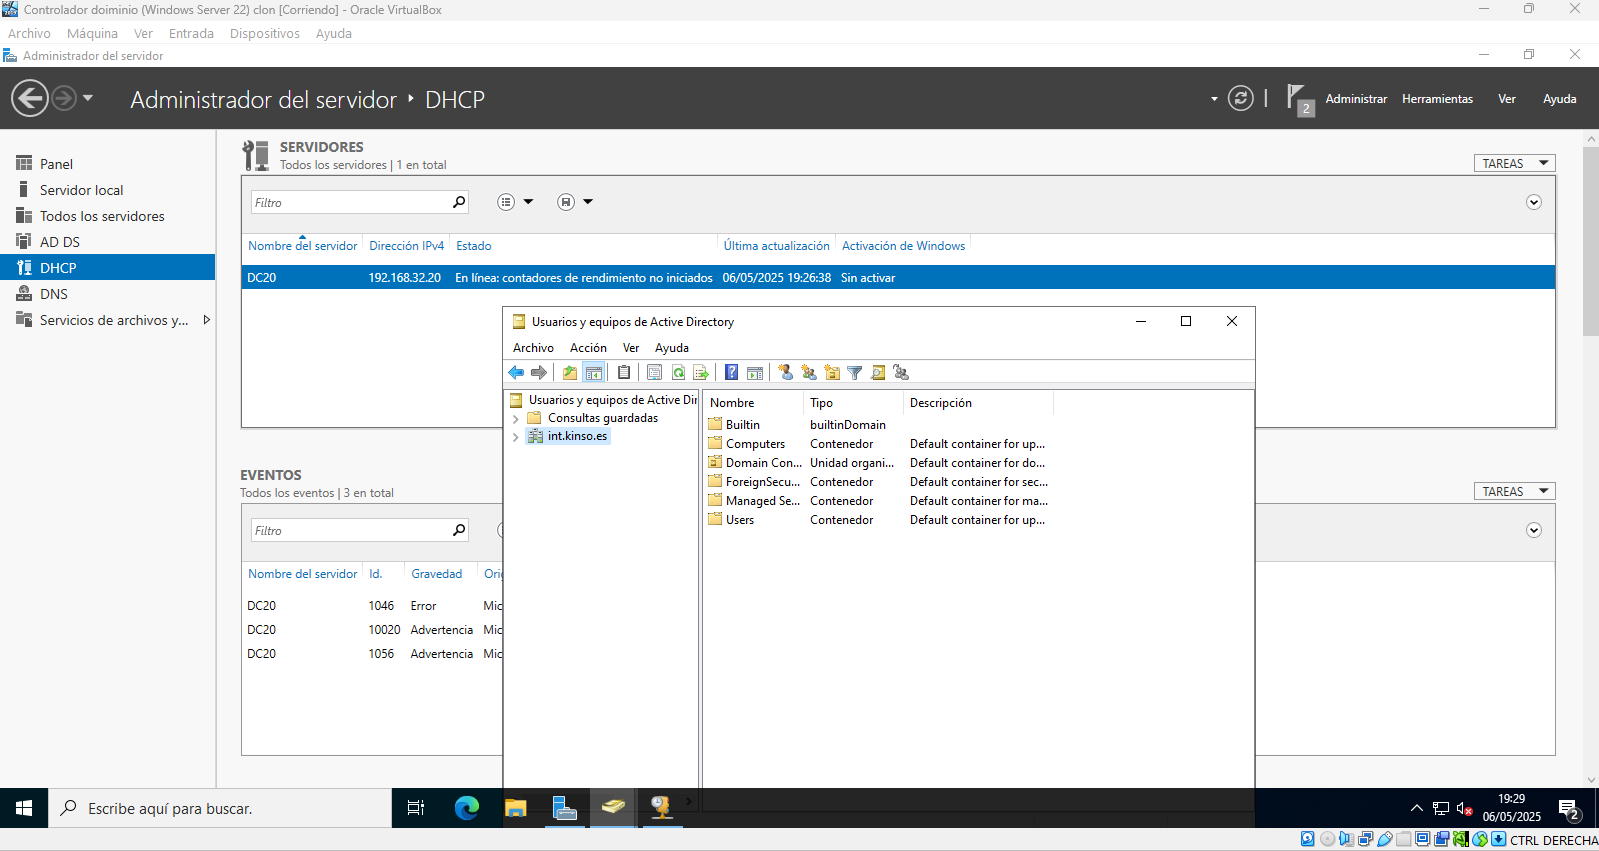 Controlador doiminio (Windows Server 22) clon [Corriendo] - Oracle VirtualBox
Archivo Máquina Ver Entrada Dispositivos Ayuda
Administrador del servidor
Administrador del servidor ‣ DHCP
2
Administrar Herramientas Ver Ayuda
Panel
Servidor local
Todos los servidores
AD DS
DHCP
DNS
Servicios de archivos y...
SERVIDORES
Todos los servidores | 1 en total
TAREAS
Filtro
Nombre del servidor Dirección IPv4 Estado Última actualización Activación de Windows
DC20 192.168.32.20 En línea: contadores de rendimiento no iniciados 06/05/2025 19:26:38 Sin activar
EVENTOS
Todos los eventos | 3 en total
TAREAS
Filtro
Nombre del servidor Id. Gravedad Orig
DC20 1046 Error Mic
DC20 10020 Advertencia Mic
DC20 1056 Advertencia Mic
Usuarios y equipos de Active Directory
Archivo Acción Ver Ayuda
Usuarios y equipos de Active Dir
Consultas guardadas
int.kinso.es
Nombre Tipo Descripción
Builtin builtinDomain
Computers Contenedor Default container for up...
Domain Con... Unidad organi... Default container for do...
ForeignSecu... Contenedor Default container for sec...
Managed Se... Contenedor Default container for ma...
Users Contenedor Default container for up...
Escribe aquí para buscar.
19:29
06/05/2025
2
CTRL DERECHA